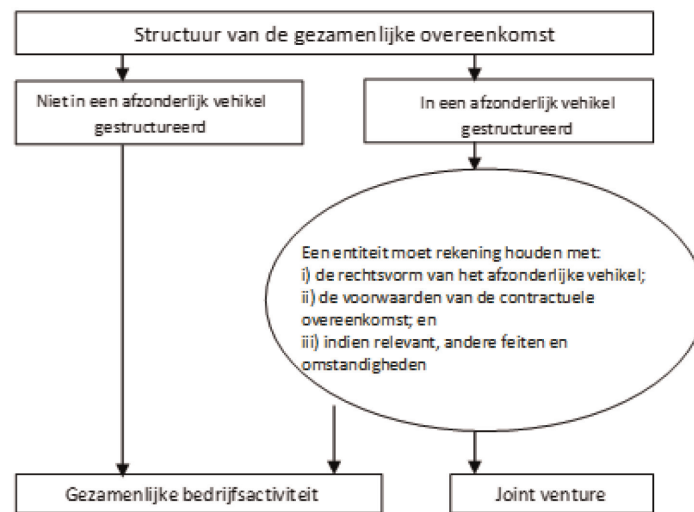 Structuur van de gezamenlijke overeenkomst
Niet in een afzonderlijk vehikel
gestructureerd
In een afzonderlijk vehikel
gestructureerd
Een entiteit moet rekening houden met:
i) de rechtsvorm van het afzonderlijke vehikel;
ii) de voorwaarden van de contractuele
overeenkomst; en
iii) indien relevant, andere feiten en
omstandigheden
Gezamenlijke bedrijfsactiviteit
Joint venture